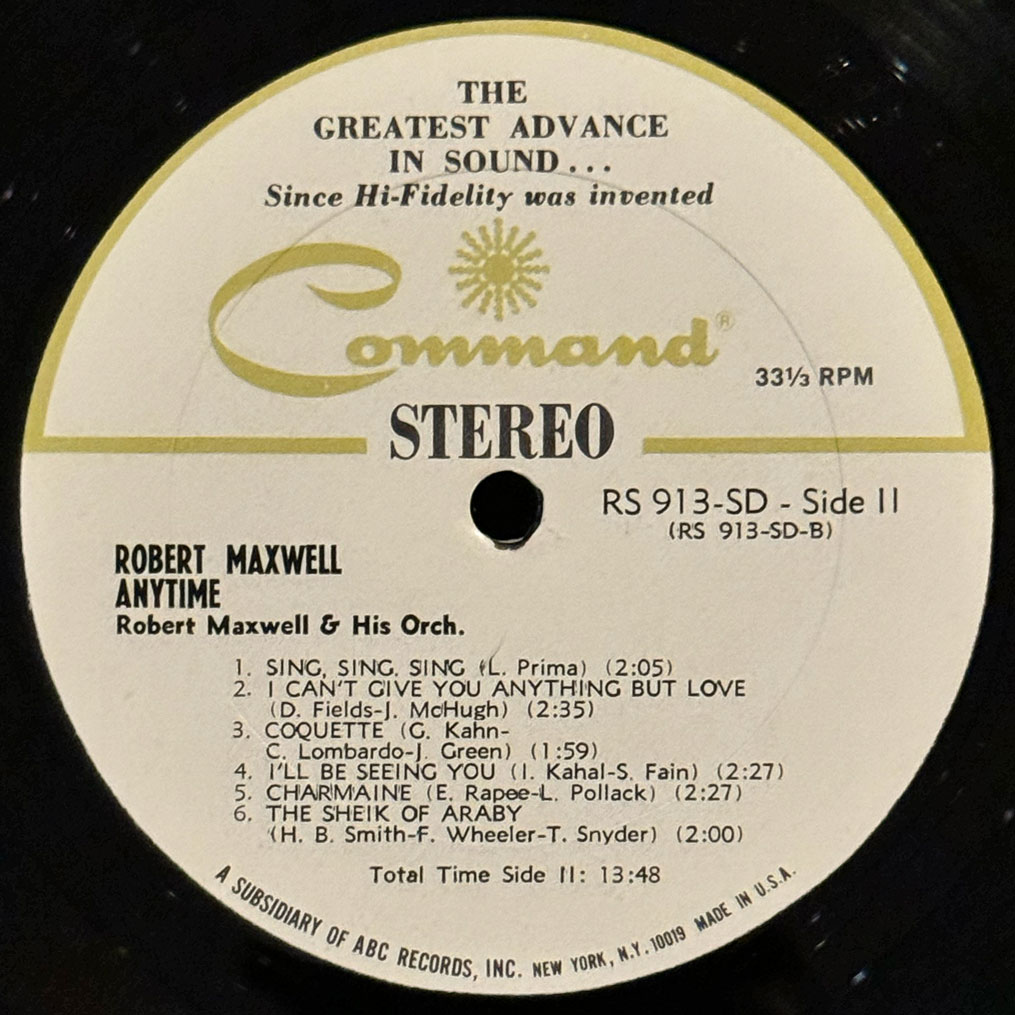 THE
GREATEST ADVANCE
IN SOUND...
Since Hi-Fidelity was invented
Command®
33⅓ RPM
STEREO
RS 913-SD - Side II
(RS 913-SD-B)
ROBERT MAXWELL
ANYTIME
Robert Maxwell & His Orch.
1. SING, SING, SING (L. Prima) (2:05)
2. I CAN'T GIVE YOU ANYTHING BUT LOVE
(D. Fields-J. McHugh) (2:35)
3. COQUETTE (G. Kahn-
C. Lombardo-J. Green) (1:59)
4. I'LL BE SEEING YOU (I. Kahal-S. Fain) (2:27)
5. CHARMAINE (E. Rapee-L. Pollack) (2:27)
6. THE SHEIK OF ARABY
(H. B. Smith-F. Wheeler-T. Snyder) (2:00)
Total Time Side II: 13:48
A SUBSIDIARY OF ABC RECORDS, INC. NEW YORK, N.Y. 10019 MADE IN U.S.A.